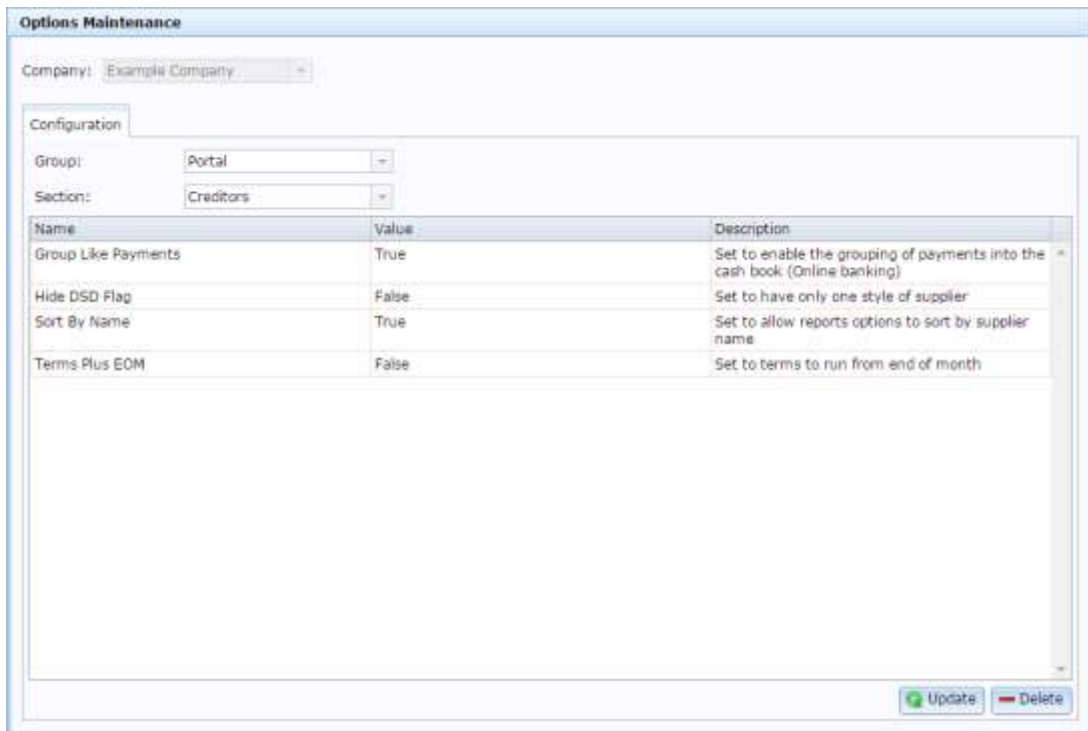 Options Maintenance
Company: Example Company
Configuration
Group: Portal
Section: Creditors
Name Value Description
Group Like Payments True Set to enable the grouping of payments into the
cash book (Online banking)
Hide DSD Flag False Set to have only one style of supplier
Sort By Name True Set to allow reports options to sort by supplier
name
Terms Plus EOM False Set to terms to run from end of month
Update Delete